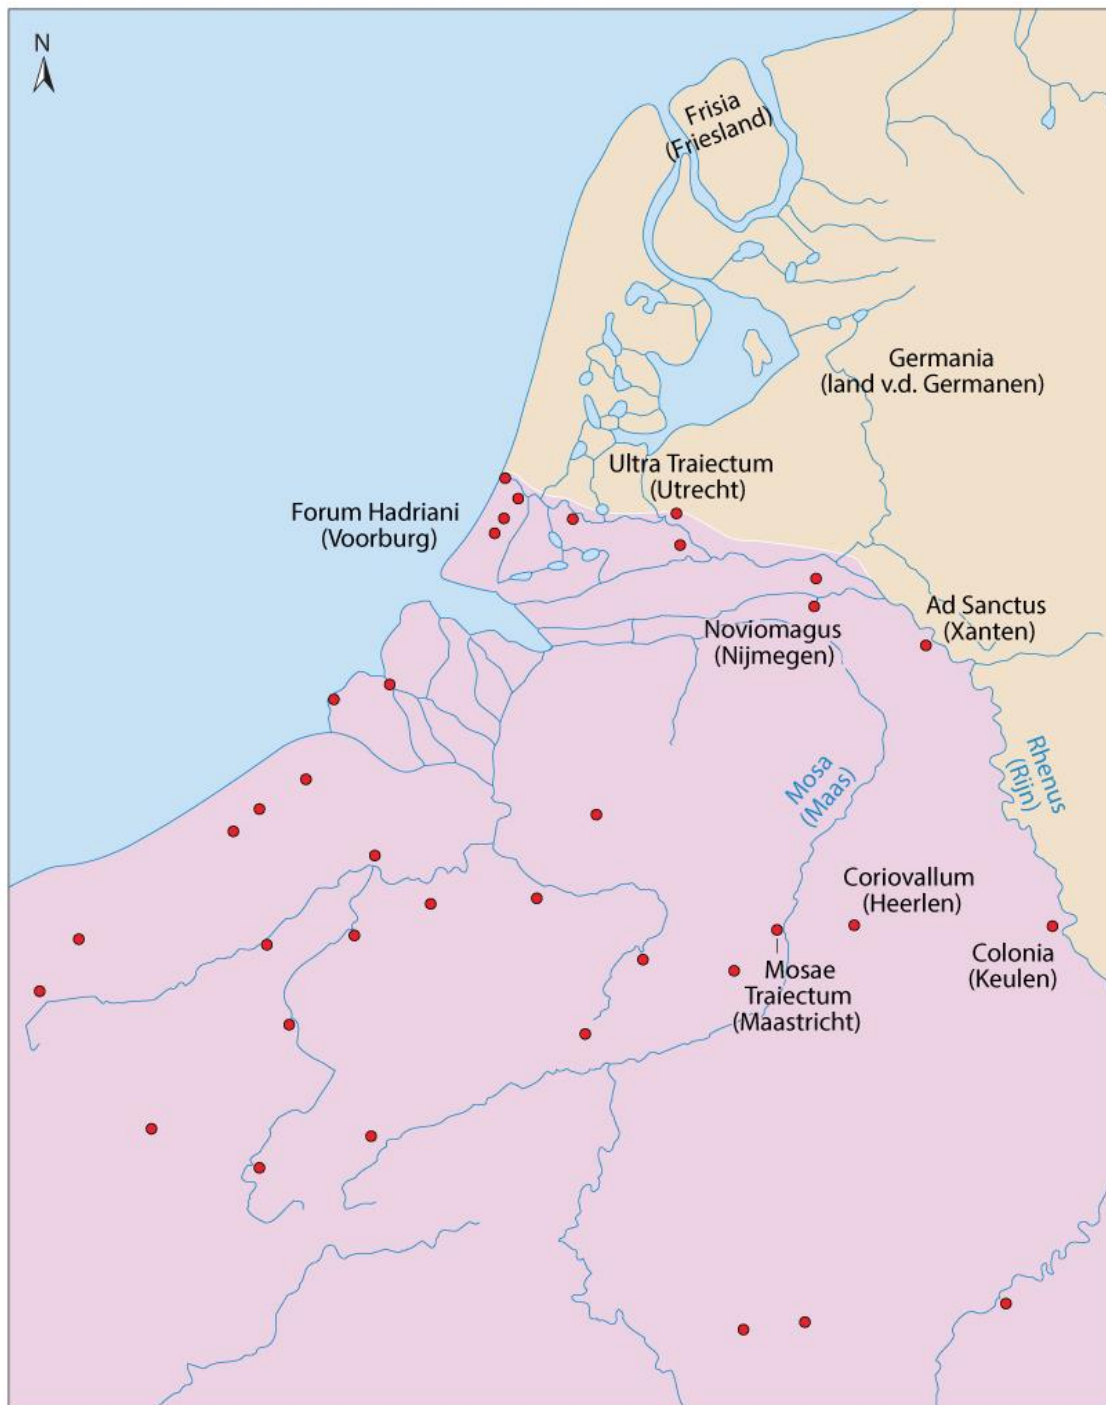 N
Frisia
(Friesland)
Germania
(land v.d. Germanen)
Ultra Traiectum
(Utrecht)
Forum Hadriani
(Voorburg)
Ad Sanctus
(Xanten)
Noviomagus
(Nijmegen)
Mosa
(Maas)
Rhenus
(Rijn)
Coriovallum
(Heerlen)
Colonia
(Keulen)
Mosae
Traiectum
(Maastricht)